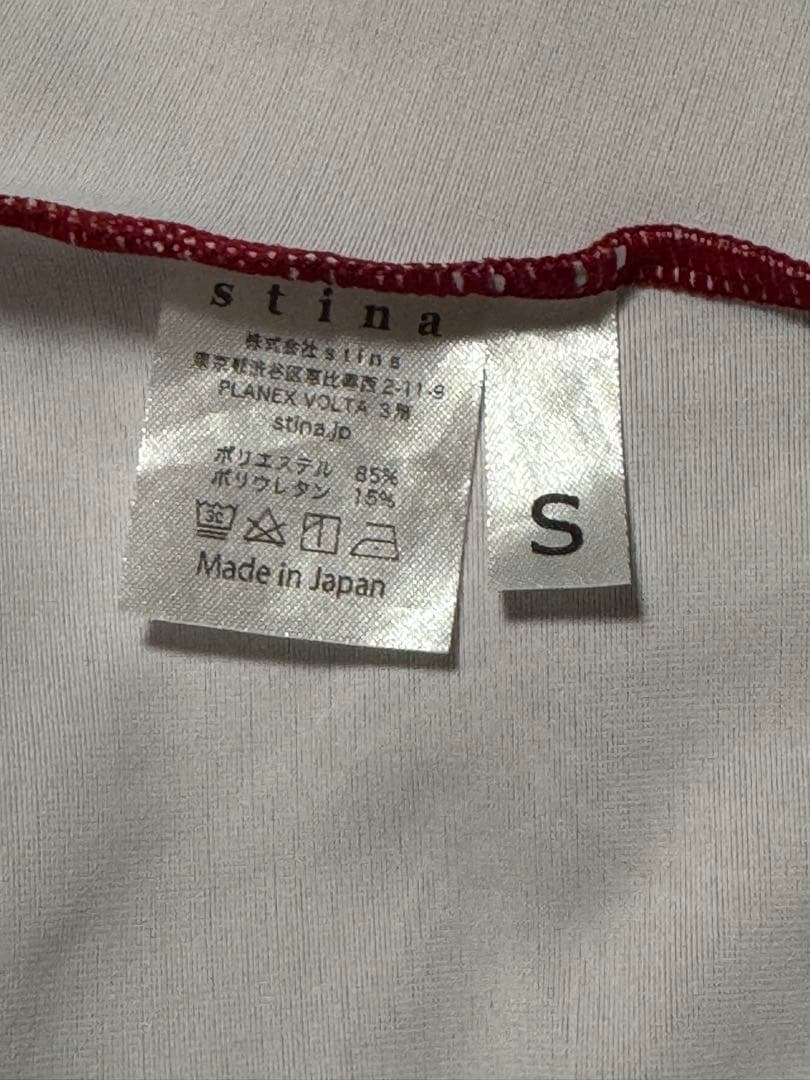 stina
株式会社stina
東京都渋谷区恵比寿西2-11-9
PLANEX VOLTA 3階
stina.jp
ポリエステル 85%
ポリウレタン 15%
Made in Japan
S